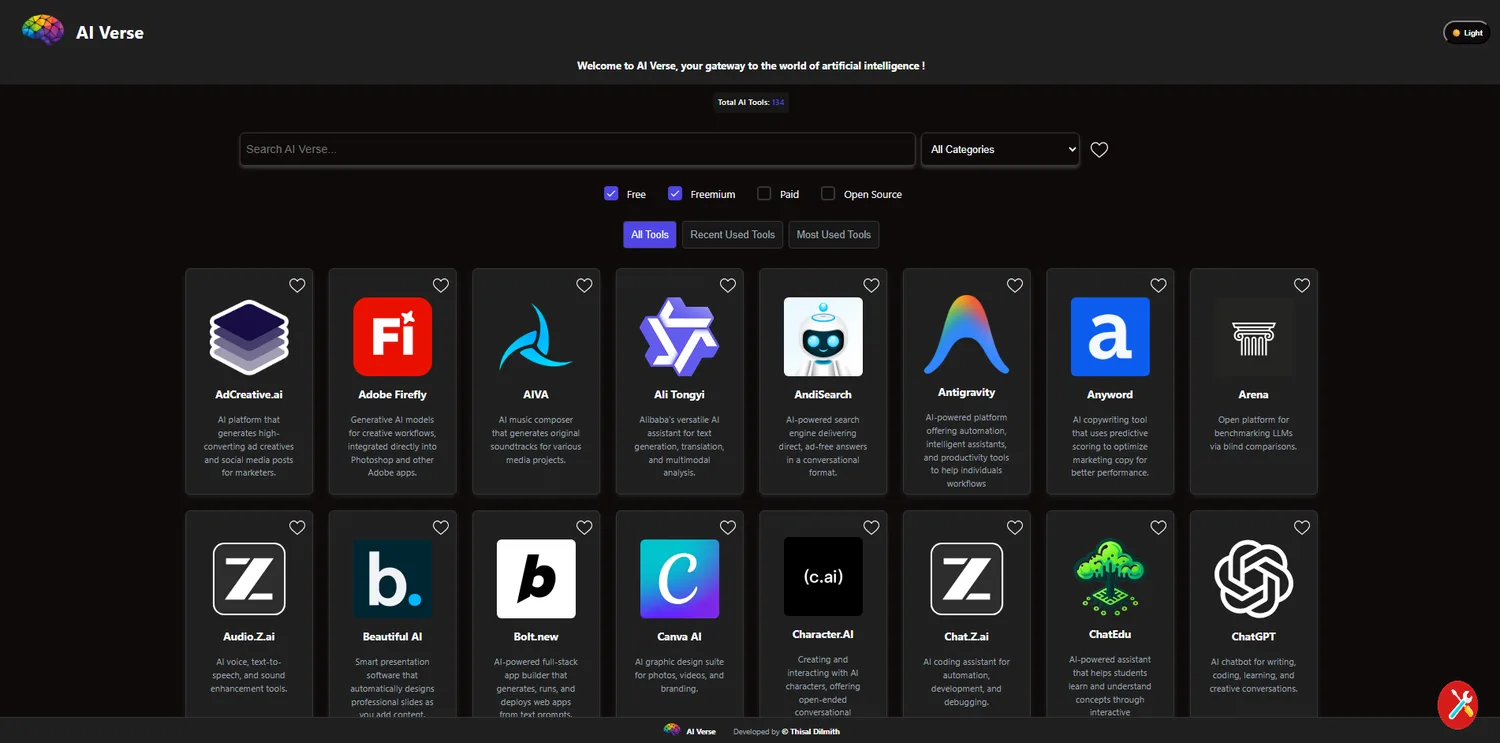 AI Verse
Light
Welcome to AI Verse, your gateway to the world of artificial intelligence !
Total AI Tools: 134
Search AI Verse...
All Categories
Free
Freemium
Paid
Open Source
All Tools
Recent Used Tools
Most Used Tools
AdCreative.ai
AI platform that
generates high-
converting ad creatives
and social media posts
for marketers.
Fi
Adobe Firefly
Generative AI models
for creative workflows,
integrated directly into
Photoshop and other
Adobe apps.
AIVA
AI music composer
that generates original
soundtracks for various
media projects.
Ali Tongyi
Alibaba's versatile AI
assistant for text
generation, translation,
and multimodal
analysis.
AndiSearch
AI-powered search
engine delivering
direct, ad-free answers
in a conversational
format.
Antigravity
AI-powered platform
offering automation,
intelligent assistants,
and productivity tools
to help individuals
workflows
a
Anyword
AI copywriting tool
that uses predictive
scoring to optimize
marketing copy for
better performance.
Arena
Open platform for
benchmarking LLMs
via blind comparisons.
Z
Audio.Z.ai
AI voice, text-to-
speech, and sound
enhancement tools.
b.
Beautiful AI
Smart presentation
software that
automatically designs
professional slides as
you add content.
b
Bolt.new
AI-powered full-stack
app builder that
generates, runs, and
deploys web apps
from text prompts.
C
Canva AI
AI graphic design suite
for photos, videos, and
branding.
(c.ai)
Character.AI
Creating and
interacting with AI
characters, offering
open-ended
conversational
Z
Chat.Z.ai
AI coding assistant for
automation,
development, and
debugging.
ChatEdu
AI-powered assistant
that helps students
learn and understand
concepts through
interactive
ChatGPT
AI chatbot for writing,
coding, learning, and
creative conversations.
AI Verse
Developed by © Thisal Dilmith